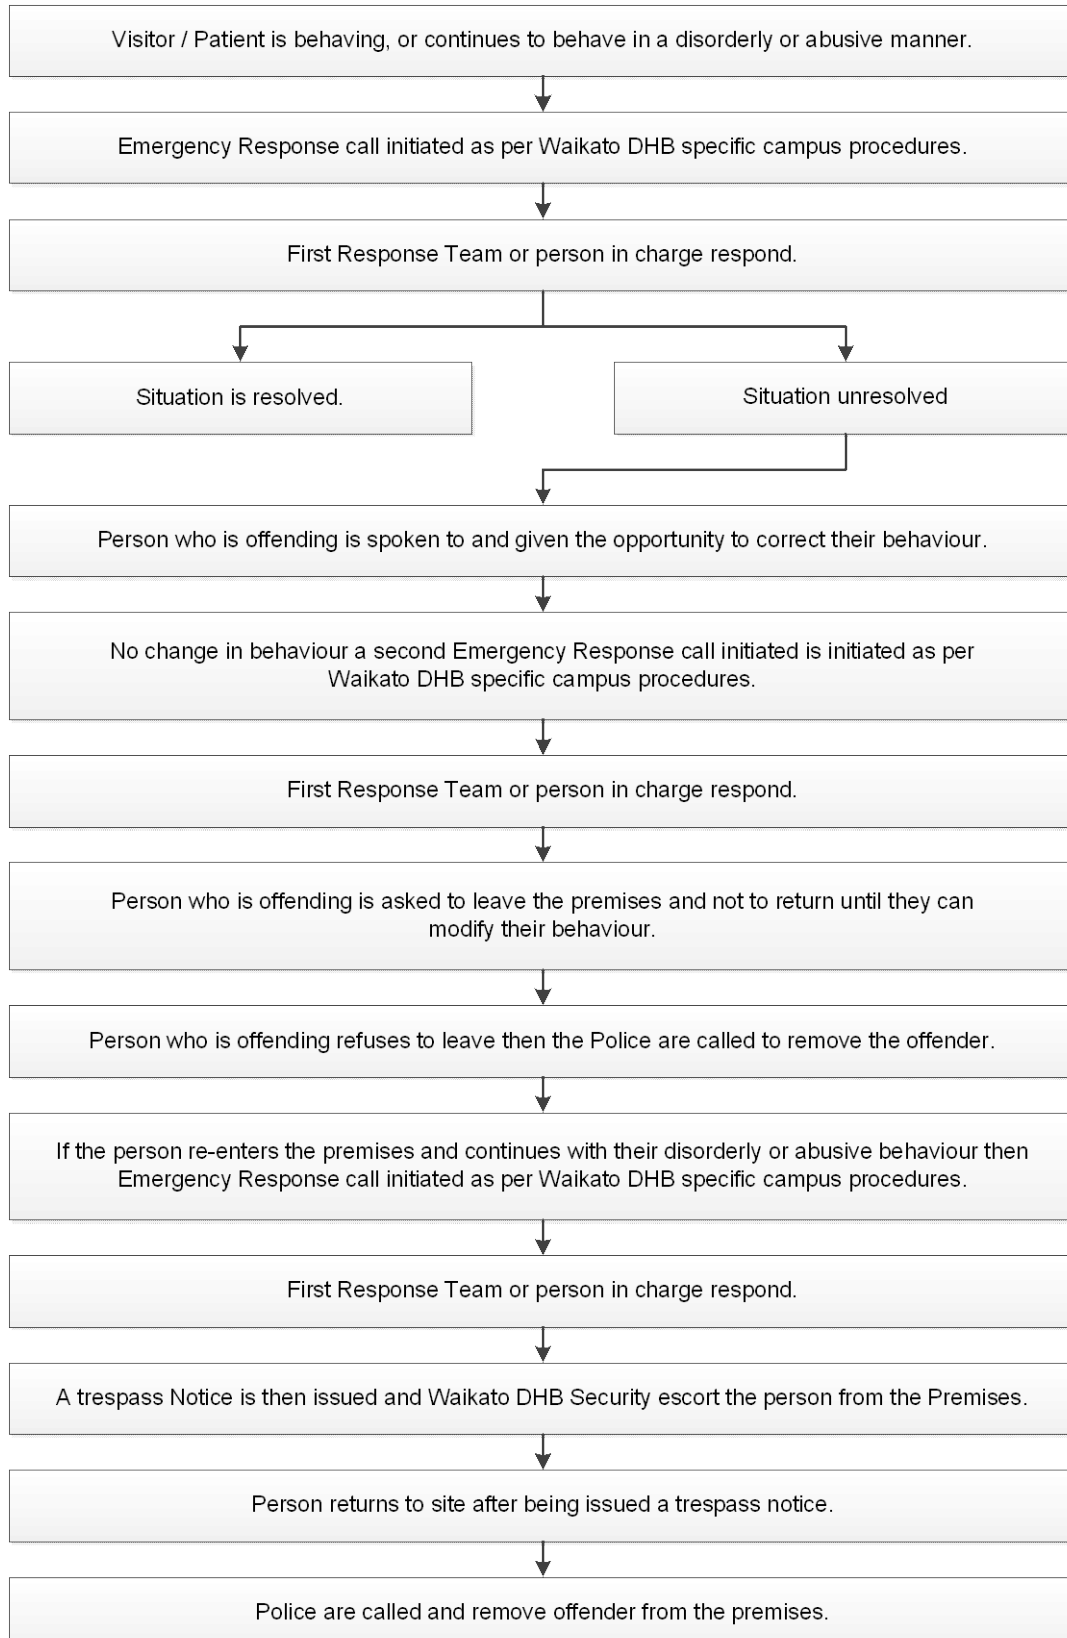 Visitor / Patient is behaving, or continues to behave in a disorderly or abusive manner.
Emergency Response call initiated as per Waikato DHB specific campus procedures.
First Response Team or person in charge respond.
Situation is resolved.
Situation unresolved
Person who is offending is spoken to and given the opportunity to correct their behaviour.
No change in behaviour a second Emergency Response call initiated is initiated as per
Waikato DHB specific campus procedures.
First Response Team or person in charge respond.
Person who is offending is asked to leave the premises and not to return until they can
modify their behaviour.
Person who is offending refuses to leave then the Police are called to remove the offender.
If the person re-enters the premises and continues with their disorderly or abusive behaviour then
Emergency Response call initiated as per Waikato DHB specific campus procedures.
First Response Team or person in charge respond.
A trespass Notice is then issued and Waikato DHB Security escort the person from the Premises.
Person returns to site after being issued a trespass notice.
Police are called and remove offender from the premises.